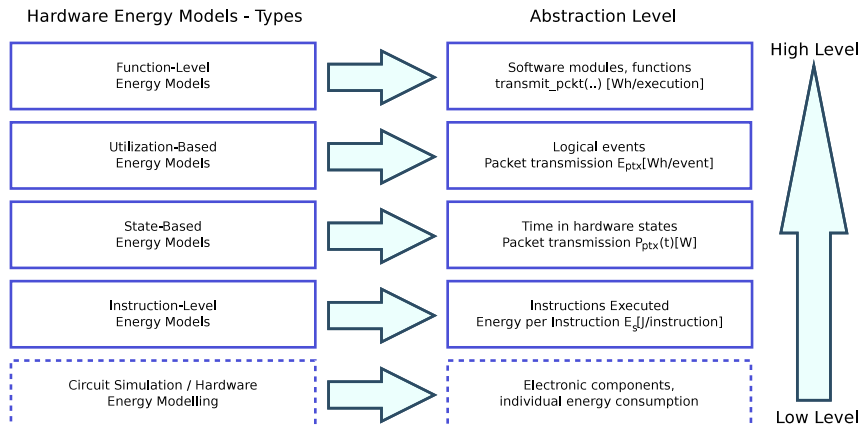 Hardware Energy Models - Types
Abstraction Level
High Level
Function-Level
Energy Models
Software modules, functions
transmit_pckt(..) [Wh/execution]
Utilization-Based
Energy Models
Logical events
Packet transmission Eptx[Wh/event]
State-Based
Energy Models
Time in hardware states
Packet transmission Pptx(t)[W]
Instruction-Level
Energy Models
Instructions Executed
Energy per Instruction Es[J/instruction]
Circuit Simulation / Hardware
Energy Modelling
Electronic components,
individual energy consumption
Low Level